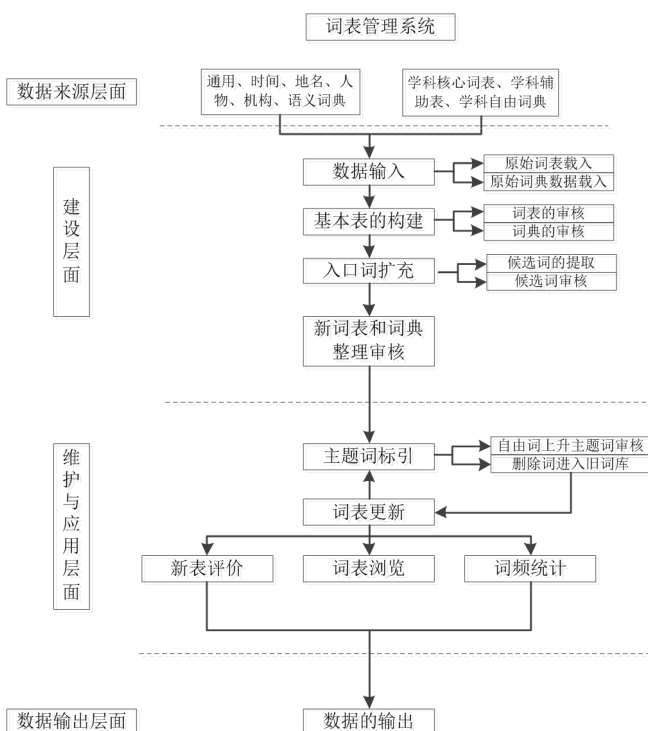 词表管理系统
数据来源层面
通用、时间、地名、人
物、机构、语义词典
学科核心词表、学科辅
助表、学科自由词典
建设层面
数据输入
原始词表载入
原始词典数据载入
基本表的构建
词表的审核
词典的审核
入口词扩充
候选词的提取
候选词审核
新词表和词典
整理审核
维护与应用层面
主题词标引
自由词上升主题词审核
删除词进入旧词库
词表更新
新表评价
词表浏览
词频统计
数据输出层面
数据的输出